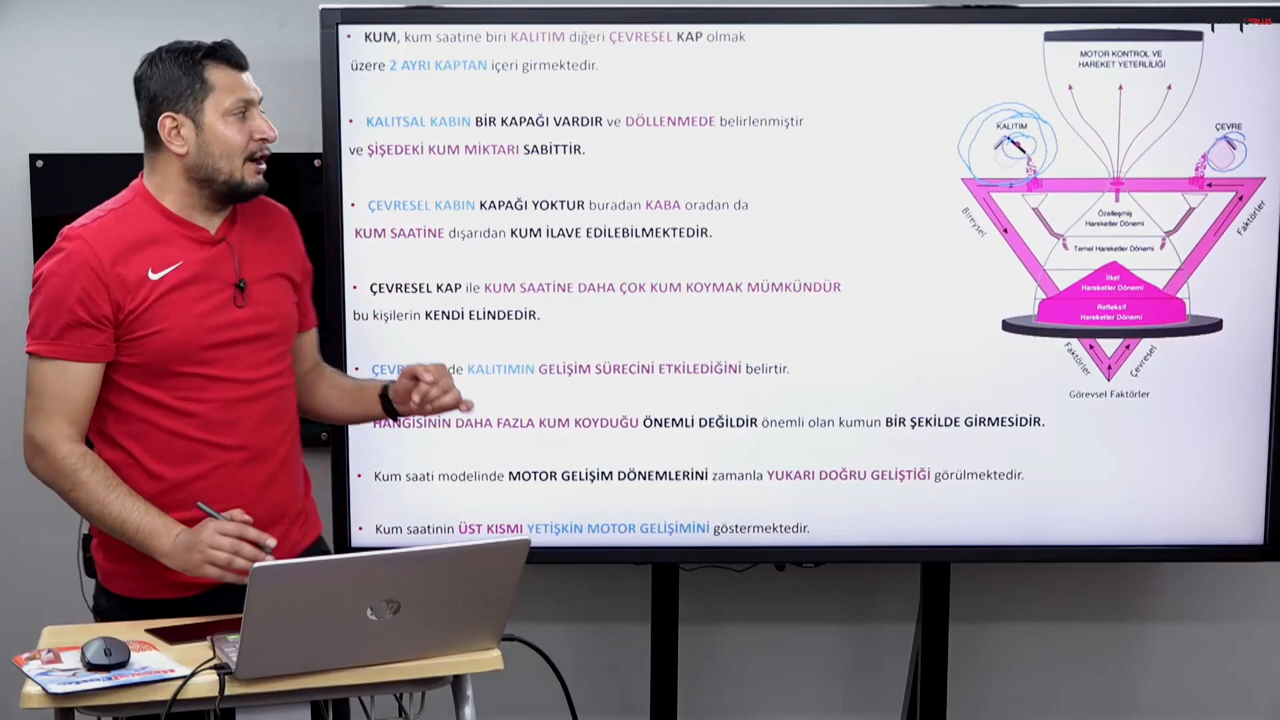 PLUS
• KUM, kum saatine biri KALITIM diğeri ÇEVRESEL KAP olmak
üzere 2 AYRI KAPTAN içeri girmektedir.
• KALITSAL KABIN BİR KAPAĞI VARDIR ve DÖLLENMEDE belirlenmiştir
ve ŞİŞEDEKİ KUM MİKTARI SABİTTİR.
• ÇEVRESEL KABIN KAPAĞI YOKTUR buradan KABA oradan da
KUM SAATİNE dışarıdan KUM İLAVE EDİLEBİLMEKTEDİR.
• ÇEVRESEL KAP ile KUM SAATİNE DAHA ÇOK KUM KOYMAK MÜMKÜNDÜR
bu kişilerin KENDİ ELİNDEDİR.
• de KALITIMIN GELİŞİM SÜRECİNİ ETKİLEDİĞİNİ belirtir.
HANGİSİNİN DAHA FAZLA KUM KOYDUĞU ÖNEMLİ DEĞİLDİR önemli olan kumun BİR ŞEKİLDE GİRMESİDİR.
• Kum saati modelinde MOTOR GELİŞİM DÖNEMLERİNİ zamanla YUKARI DOĞRU GELİŞTİĞİ görülmektedir.
• Kum saatinin ÜST KISMI YETİŞKİN MOTOR GELİŞİMİNİ göstermektedir.
MOTOR KONTROL VE
HAREKET YETERLİLİĞİ
KALITIM
ÇEVRE
Bireysel
Faktörler
Özelleşmiş
Hareketler Dönemi
Temel Hareketler Dönemi
İlkel
Hareketler Dönemi
Refleksif
Hareketler Dönemi
Faktörler
Çevresel
Görevsel Faktörler
hp